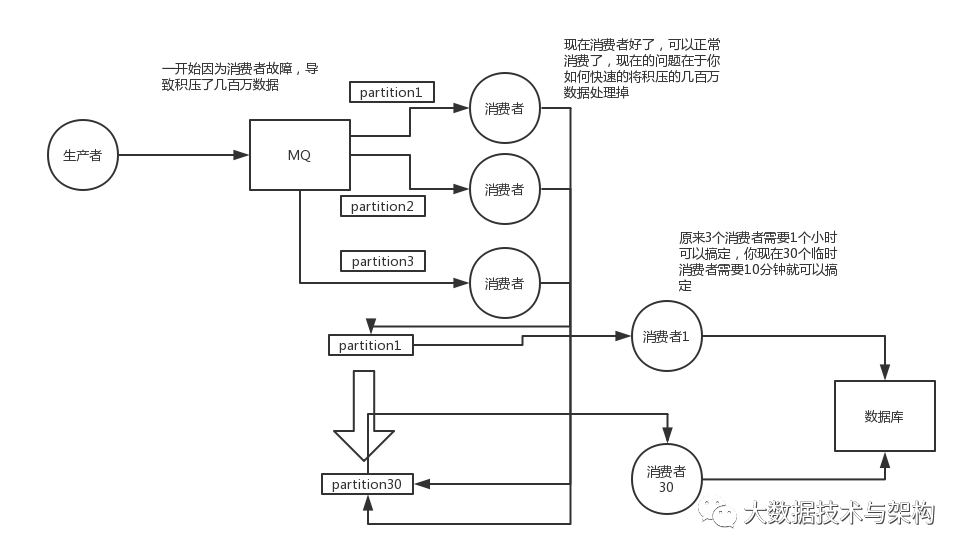 现在消费者好了，可以正常
消费了，现在的问题在于你
如何快速的将积压的几百万
数据处理掉
一开始因为消费者故障，导
致积压了几百万数据
partition1
消费者
生产者
MQ
消费者
partition2
partition3
消费者
原来3个消费者需要1个小时
可以搞定，你现在30个临时
消费者需要10分钟就可以搞
定
partition1
消费者1
数据库
partition30
消费者
30
大数据技术与架构